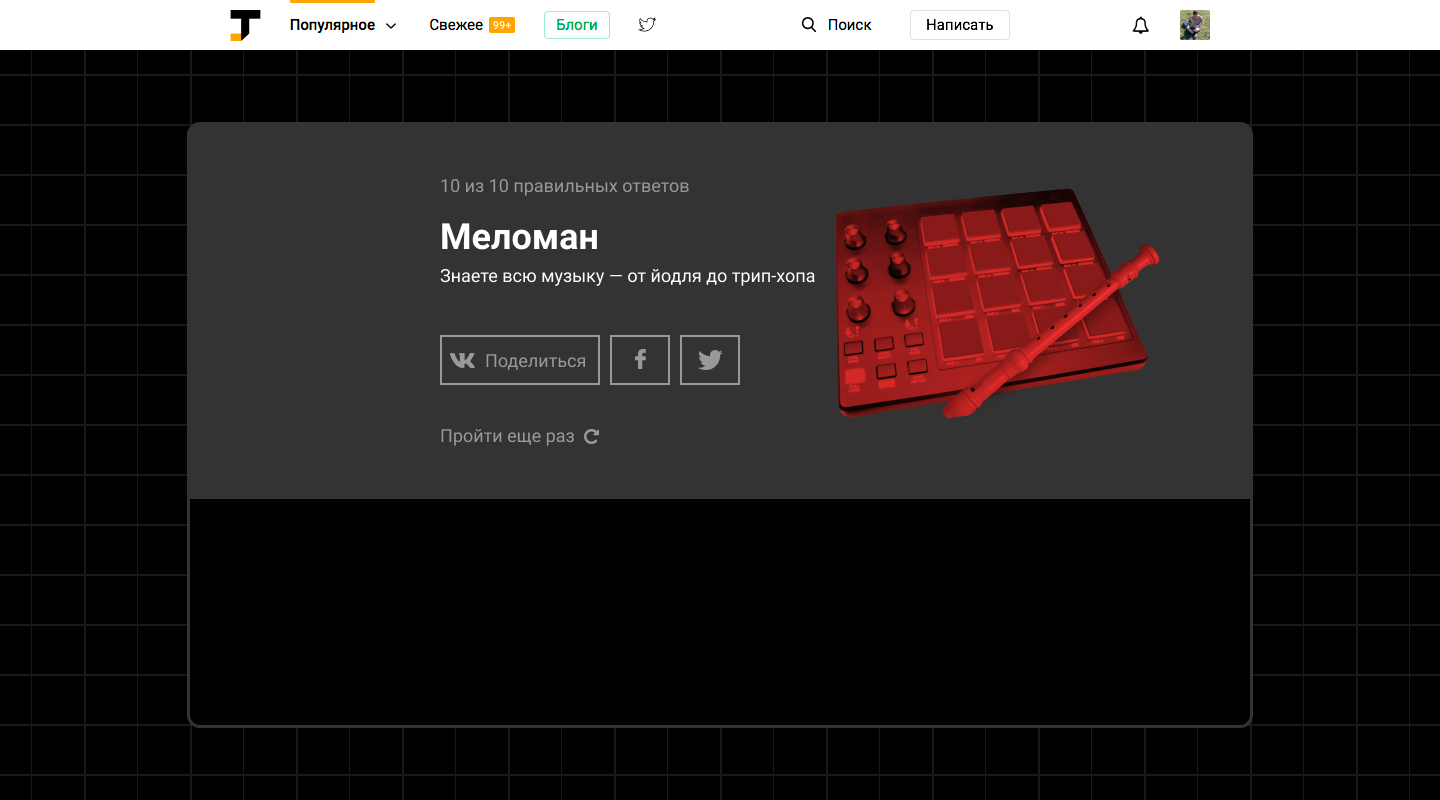 Популярное
Свежее 99+
Блоги
Поиск
Написать
10 из 10 правильных ответов
Меломан
Знаете всю музыку — от йодля до трип-хопа
Поделиться
Пройти еще раз